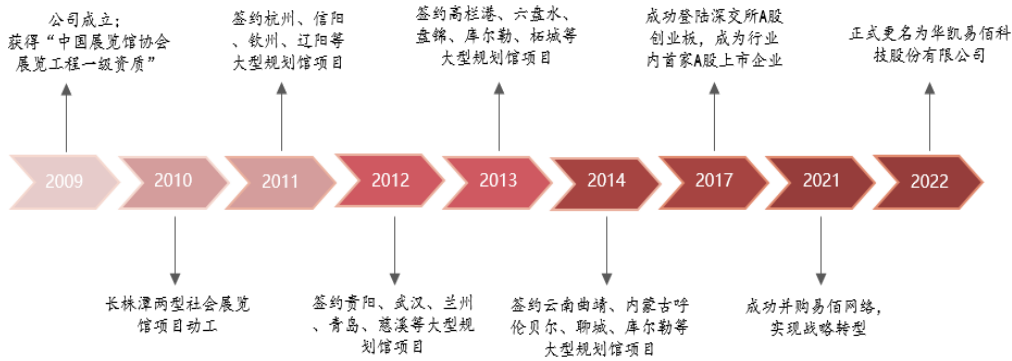 公司成立;
获得“中国展览馆协会
展览工程一级资质”
签约杭州、信阳
、钦州、辽阳等
大型规划馆项目
签约高栏港、六盘水、
盘锦、库尔勒、柘城等
大型规划馆项目
成功登陆深交所A股
创业板，成为行业
内首家A股上市企业
正式更名为华凯易佰科
技股份有限公司
2009
2010
2011
2012
2013
2014
2017
2021
2022
长株潭两型社会展览
馆项目动工
签约贵阳、武汉、兰州
、青岛、慈溪等大型规
划馆项目
签约云南曲靖、内蒙古呼
伦贝尔、聊城、库尔勒等
大型规划馆项目
成功并购易佰网络，
实现战略转型